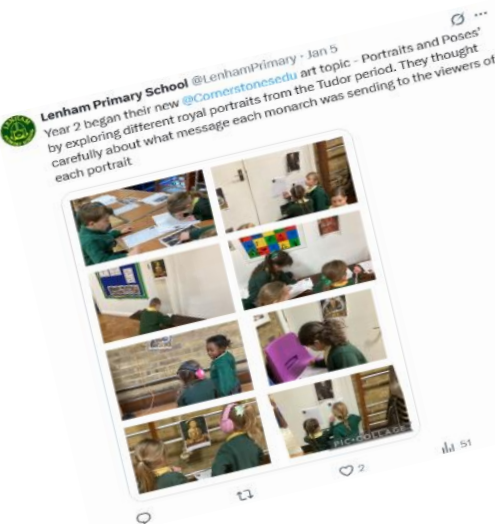 Lenham Primary School @LenhamPrimary · Jan 5
Year 2 began their new @Cornerstonesedu art topic - Portraits and Poses'
by exploring different royal portraits from the Tudor period. They thought
carefully about what message each monarch was sending to the viewers of
each portrait
PIC•COLLAGE
2
51